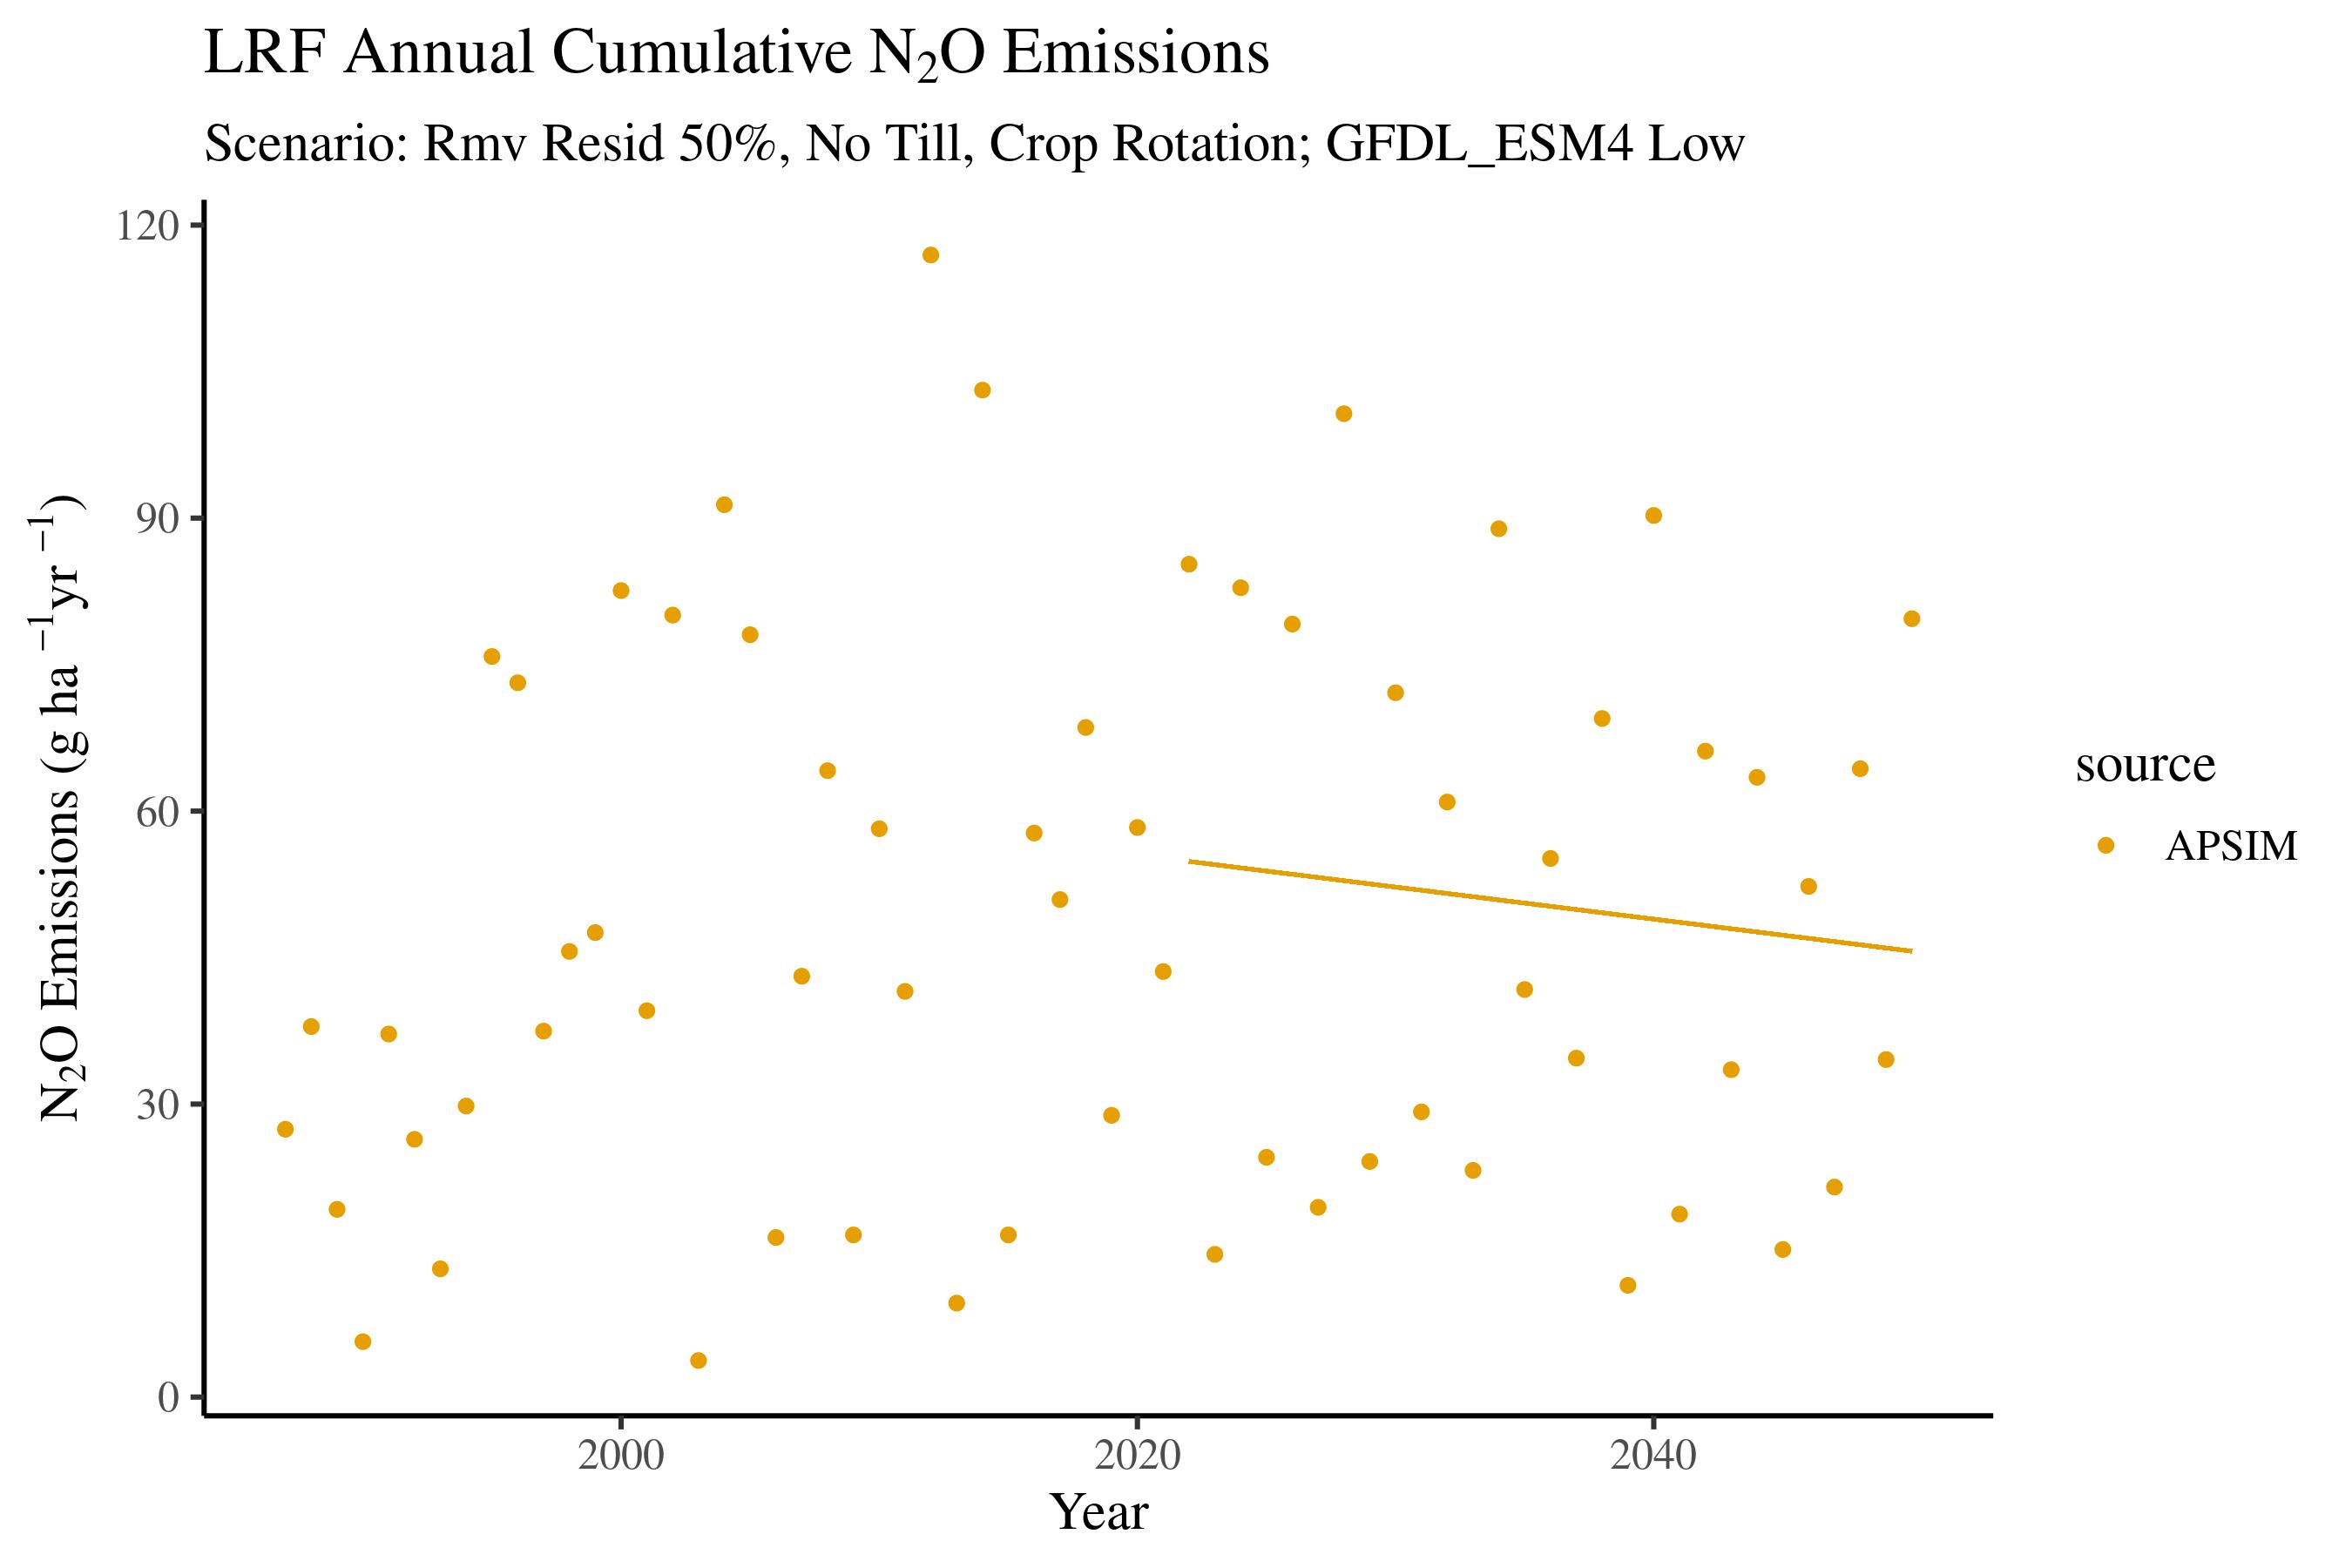 LRF Annual Cumulative N₂O Emissions
Scenario: Rmv Resid 50%, No Till, Crop Rotation; GFDL_ESM4 Low
N₂O Emissions (g ha⁻¹yr⁻¹)
120
90
60
30
0
2000
2020
2040
Year
source
APSIM